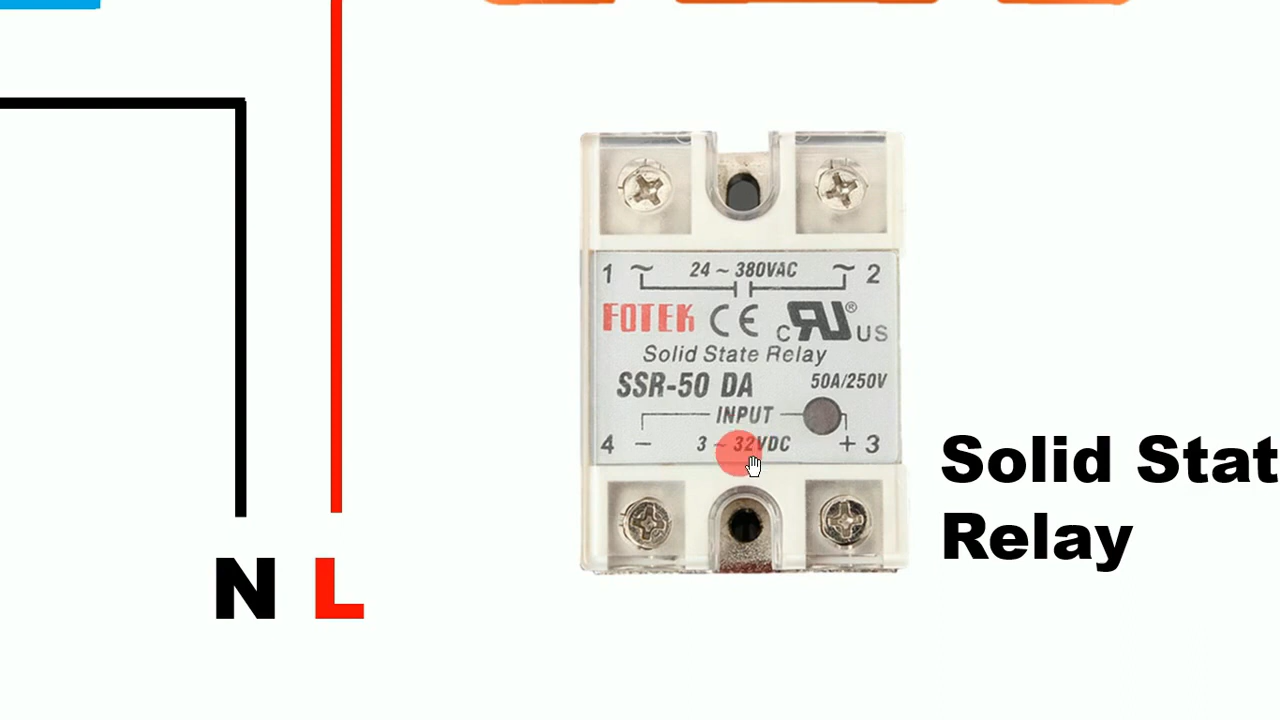 1 ~ 24 ~ 380VAC ~ 2
FOTEK CE c RU ® US
Solid State Relay
SSR-50 DA 50A/250V
INPUT
4 − 3 ~ 32VDC + 3
Solid Stat
Relay
N L